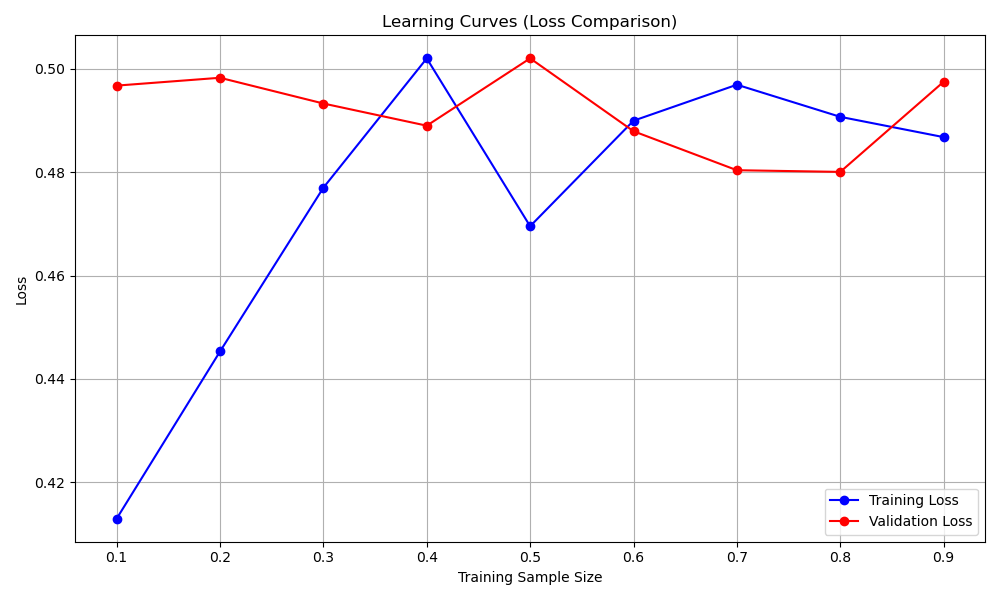 Learning Curves (Loss Comparison)
0.50
0.48
0.46
0.44
0.42
Loss
0.1 0.2 0.3 0.4 0.5 0.6 0.7 0.8 0.9
Training Sample Size
Training Loss
Validation Loss